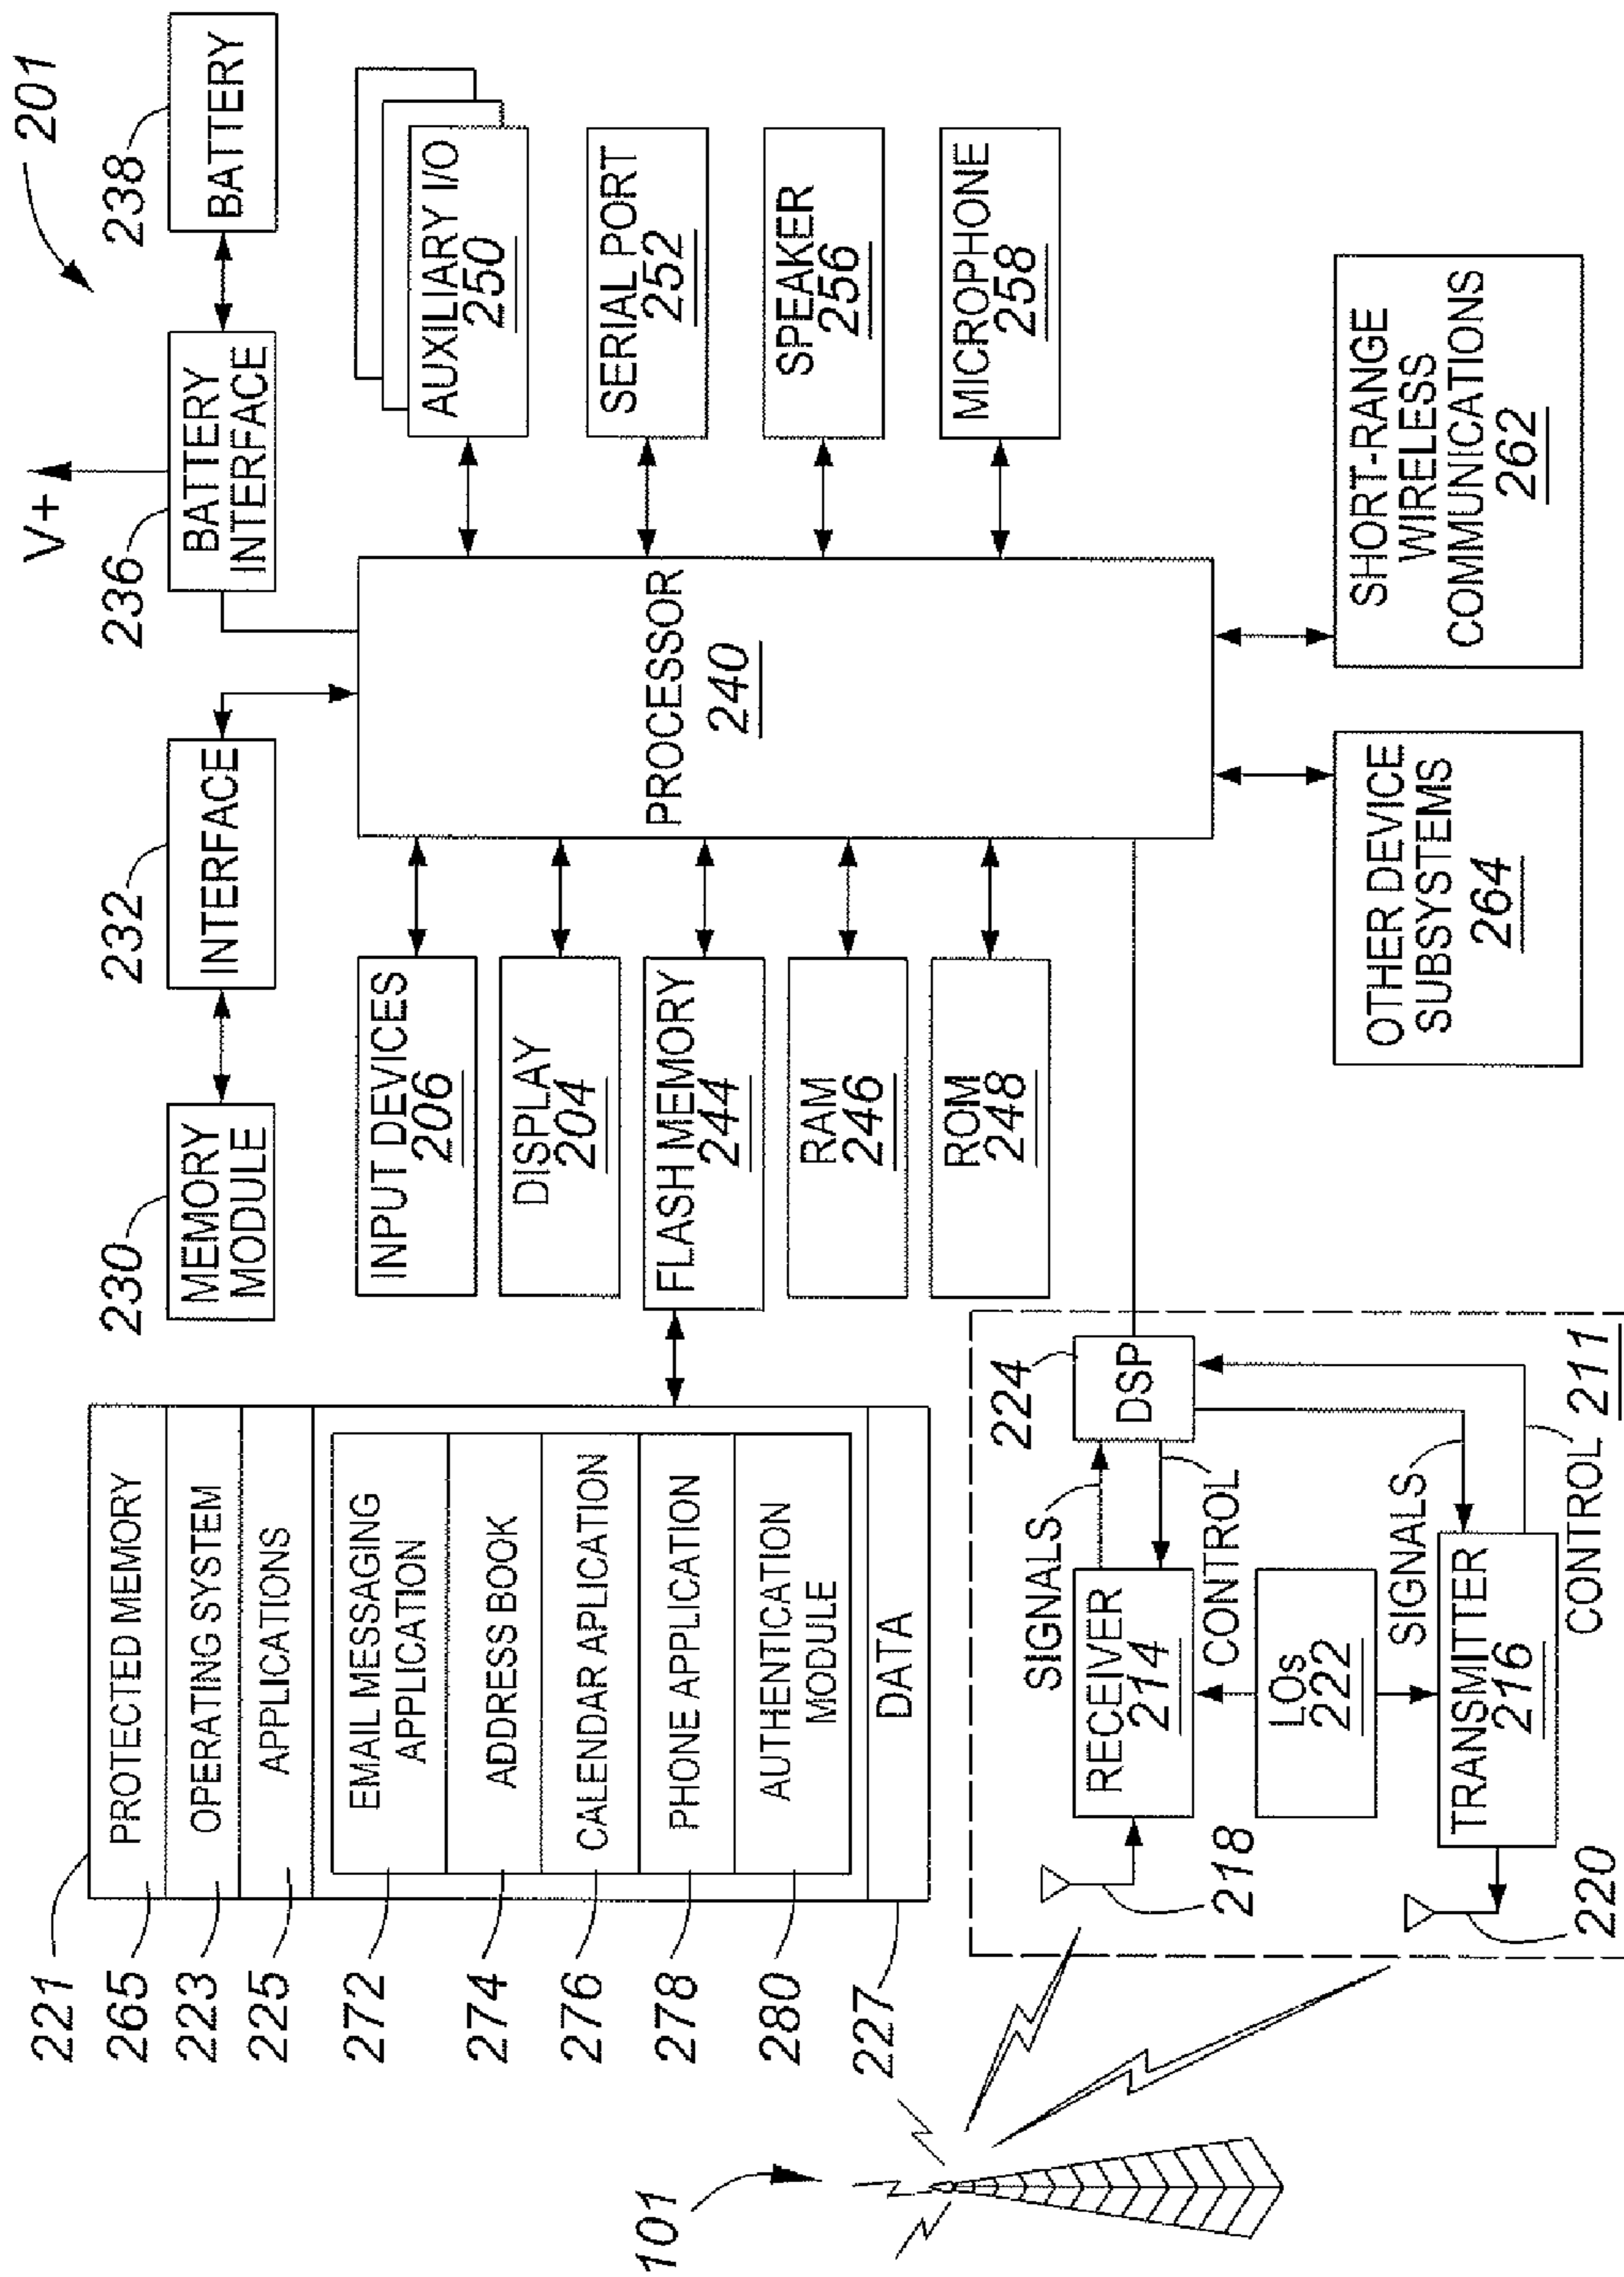 201
221
265
223
225
272
274
276
278
280
227
PROTECTED MEMORY
OPERATING SYSTEM
APPLICATIONS
EMAIL MESSAGING
APPLICATION
ADDRESS BOOK
CALENDAR APPLICATION
PHONE APPLICATION
AUTHENTICATION
MODULE
DATA
230
MEMORY
MODULE
232
INTERFACE
236
V+
BATTERY
INTERFACE
238
BATTERY
INPUT DEVICES
206
DISPLAY
204
FLASH MEMORY
244
RAM
246
ROM
248
PROCESSOR
240
AUXILIARY I/O
250
SERIAL PORT
252
SPEAKER
256
MICROPHONE
258
101
218
SIGNALS
224
DSP
RECEIVER
214
CONTROL
LOs
222
SIGNALS
TRANSMITTER
216
220
CONTROL
211
OTHER DEVICE
SUBSYSTEMS
264
SHORT-RANGE
WIRELESS
COMMUNICATIONS
262